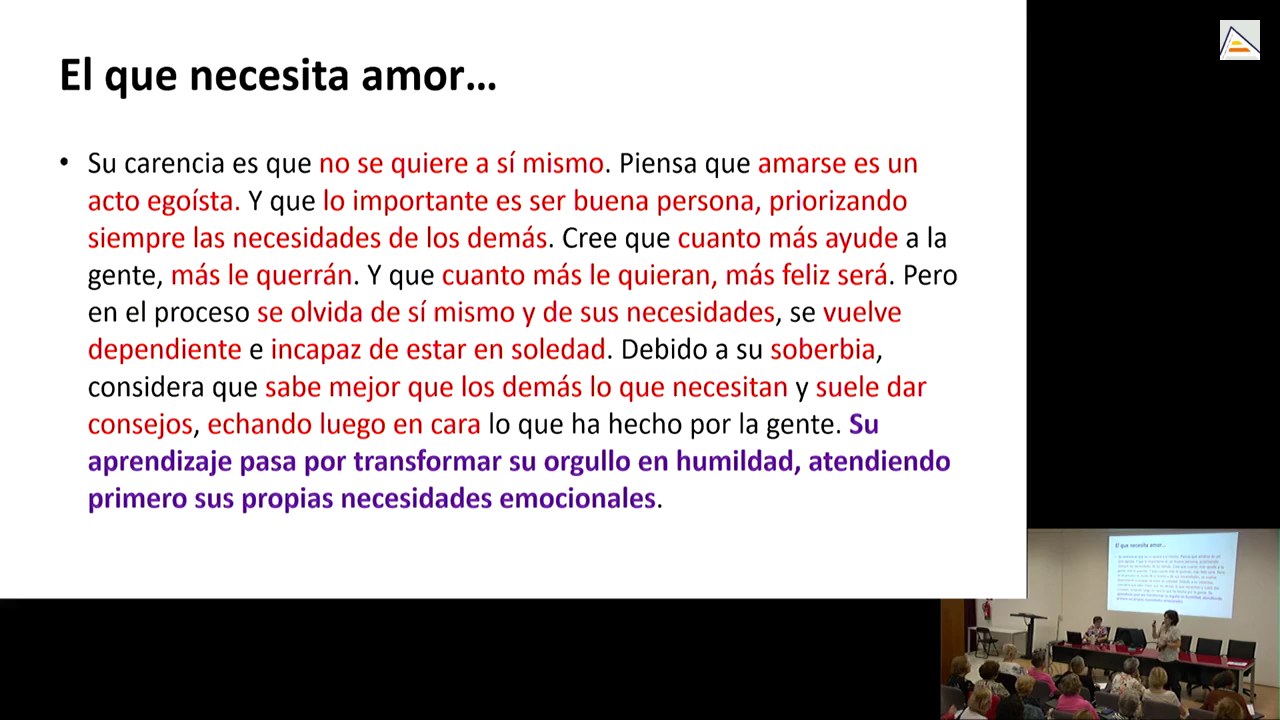 El que necesita amor...
• Su carencia es que no se quiere a sí mismo. Piensa que amarse es un
acto egoísta. Y que lo importante es ser buena persona, priorizando
siempre las necesidades de los demás. Cree que cuanto más ayude a la
gente, más le querrán. Y que cuanto más le quieran, más feliz será. Pero
en el proceso se olvida de sí mismo y de sus necesidades, se vuelve
dependiente e incapaz de estar en soledad. Debido a su soberbia,
considera que sabe mejor que los demás lo que necesitan y suele dar
consejos, echando luego en cara lo que ha hecho por la gente. Su
aprendizaje pasa por transformar su orgullo en humildad, atendiendo
primero sus propias necesidades emocionales.
El que necesita amor...